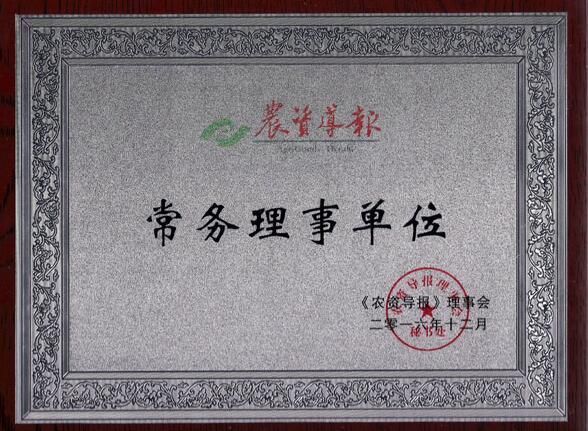 農資導報
常务理事单位
《农资导报》理事会
二零一六年十二月